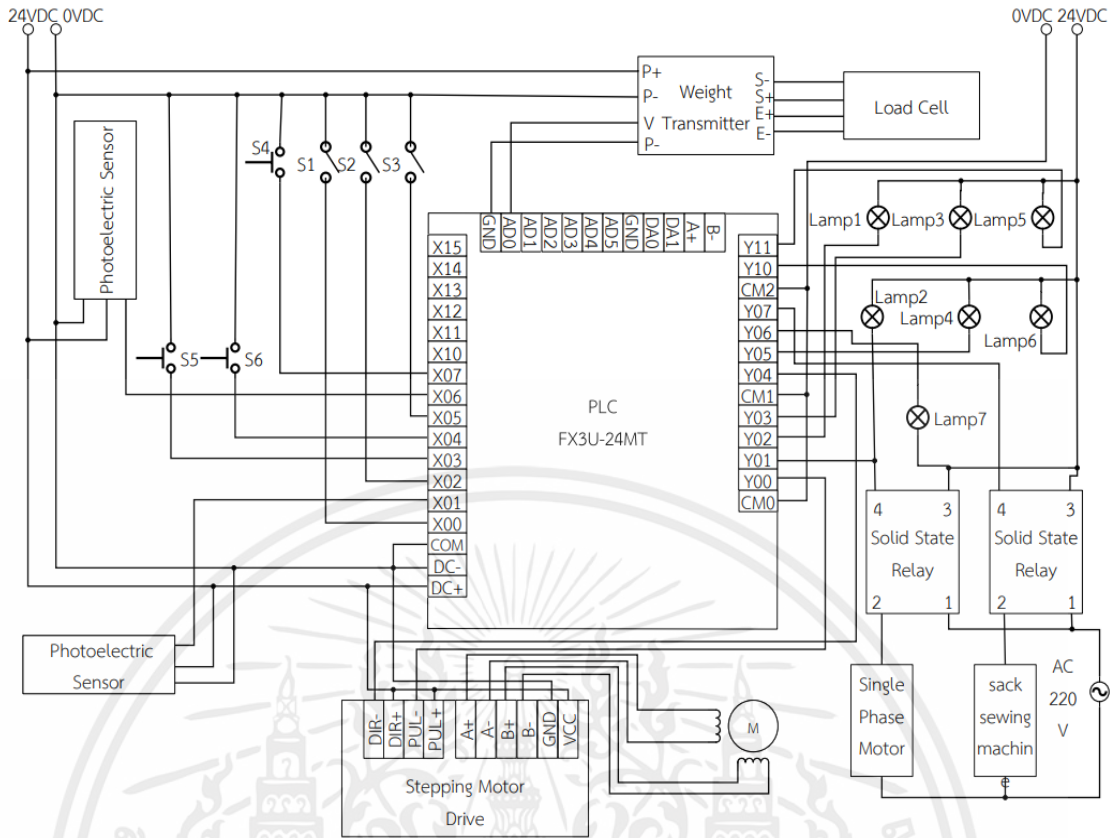 24VDC 0VDC
0VDC 24VDC
P+
P-
V
P-
Weight
Transmitter
S-
S+
E+
E-
Load Cell
Photoelectric Sensor
S4
S1
S2
S3
S5
S6
GND
AD0
AD1
AD2
AD3
AD4
AD5
GND
DA0
DA1
A+
B-
X15
X14
X13
X12
X11
X10
X07
X06
X05
X04
X03
X02
X01
X00
COM
DC-
DC+
PLC
FX3U-24MT
Y11
Y10
CM2
Y07
Y06
Y05
Y04
CM1
Y03
Y02
Y01
Y00
CM0
Lamp1
Lamp3
Lamp5
Lamp2
Lamp4
Lamp6
Lamp7
4 3
Solid State
Relay
2 1
4 3
Solid State
Relay
2 1
Photoelectric
Sensor
DIR-
DIR+
PUL-
PUL+
A+
A-
B+
B-
GND
VCC
Stepping Motor
Drive
M
Single
Phase
Motor
sack
sewing
machin
e
AC
220
V